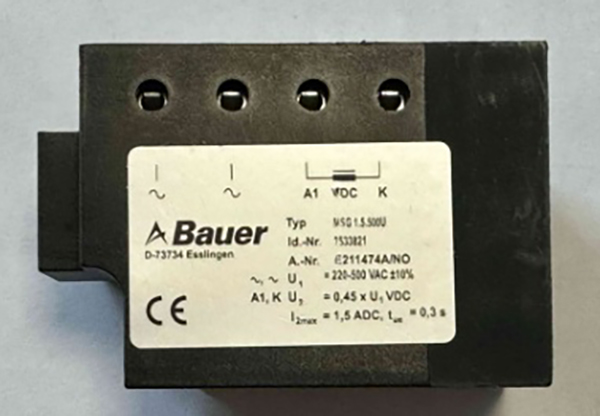 ∿ ∿ A1 VDC K
Bauer
D-73734 Esslingen
Typ MSG 1.5.500U
Id.-Nr. 7533821
A.-Nr. E211474A/NO
∿, ∿ U₁ = 220-500 VAC ±10%
A1, K U₂ = 0,45 x U₁ VDC
I₂max = 1,5 ADC, tᵤₑ = 0,3 s
CE